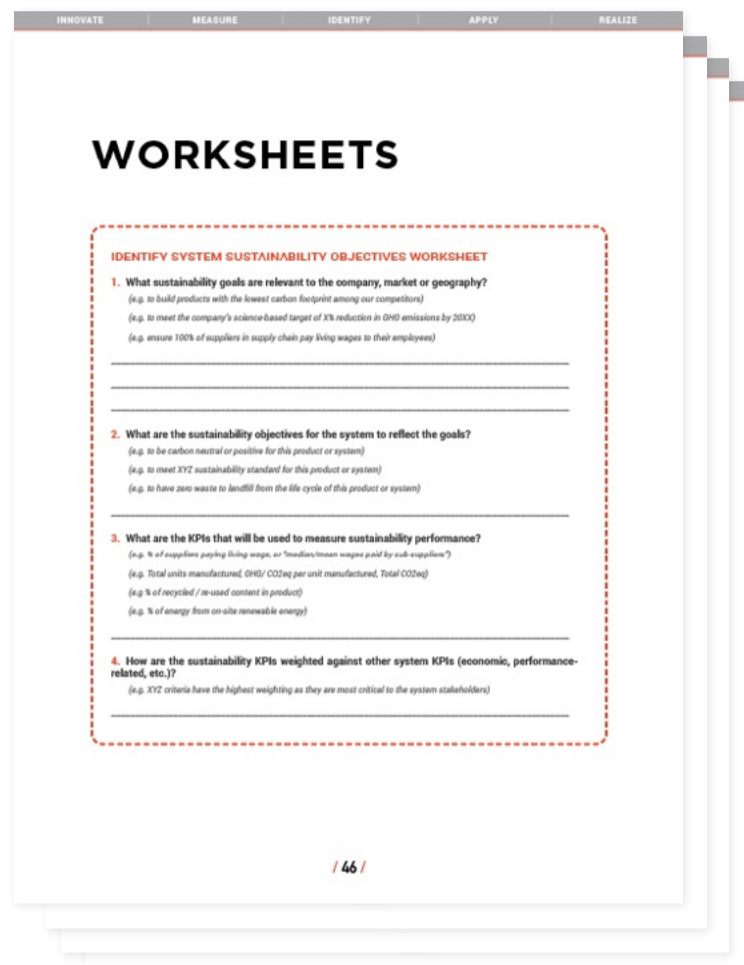 INNOVATE MEASURE IDENTIFY APPLY REALIZE
WORKSHEETS
IDENTIFY SYSTEM SUSTAINABILITY OBJECTIVES WORKSHEET
1. What sustainability goals are relevant to the company, market or geography?
(e.g. to build products with the lowest carbon footprint among our competitors)
(e.g. to meet the company's science-based target of X% reduction in GHG emissions by 20XX)
(e.g. ensure 100% of suppliers in supply chain pay living wages to their employees)
2. What are the sustainability objectives for the system to reflect the goals?
(e.g. to be carbon neutral or positive for this product or system)
(e.g. to meet XYZ sustainability standard for this product or system)
(e.g. to have zero waste to landfill from the life cycle of this product or system)
3. What are the KPIs that will be used to measure sustainability performance?
(e.g. % of suppliers paying living wage, or "median/mean wages paid by sub-suppliers")
(e.g. Total units manufactured, GHG/ CO2eq per unit manufactured, Total CO2eq)
(e.g % of recycled / re-used content in product)
(e.g. % of energy from on-site renewable energy)
4. How are the sustainability KPIs weighted against other system KPIs (economic, performance-
related, etc.)?
(e.g. XYZ criteria have the highest weighting as they are most critical to the system stakeholders)
/ 46 /